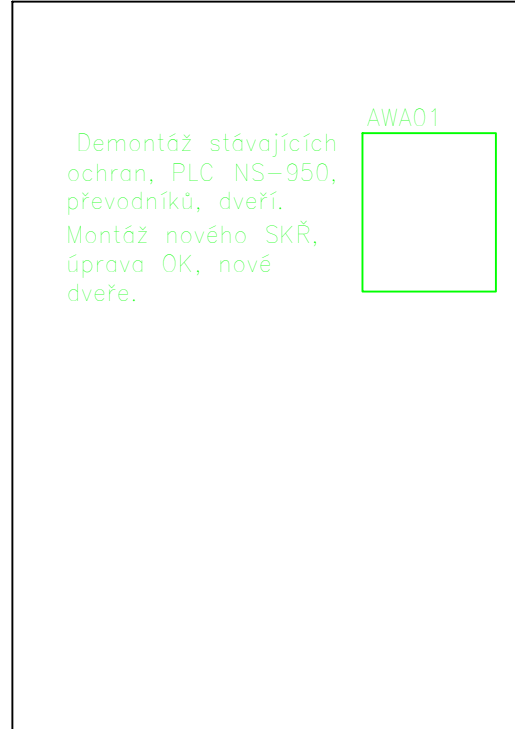 AWA01
Demontáž stávajících
ochran, PLC NS-950,
převodníků, dveří.
Montáž nového SKŘ,
úprava OK, nové
dveře.